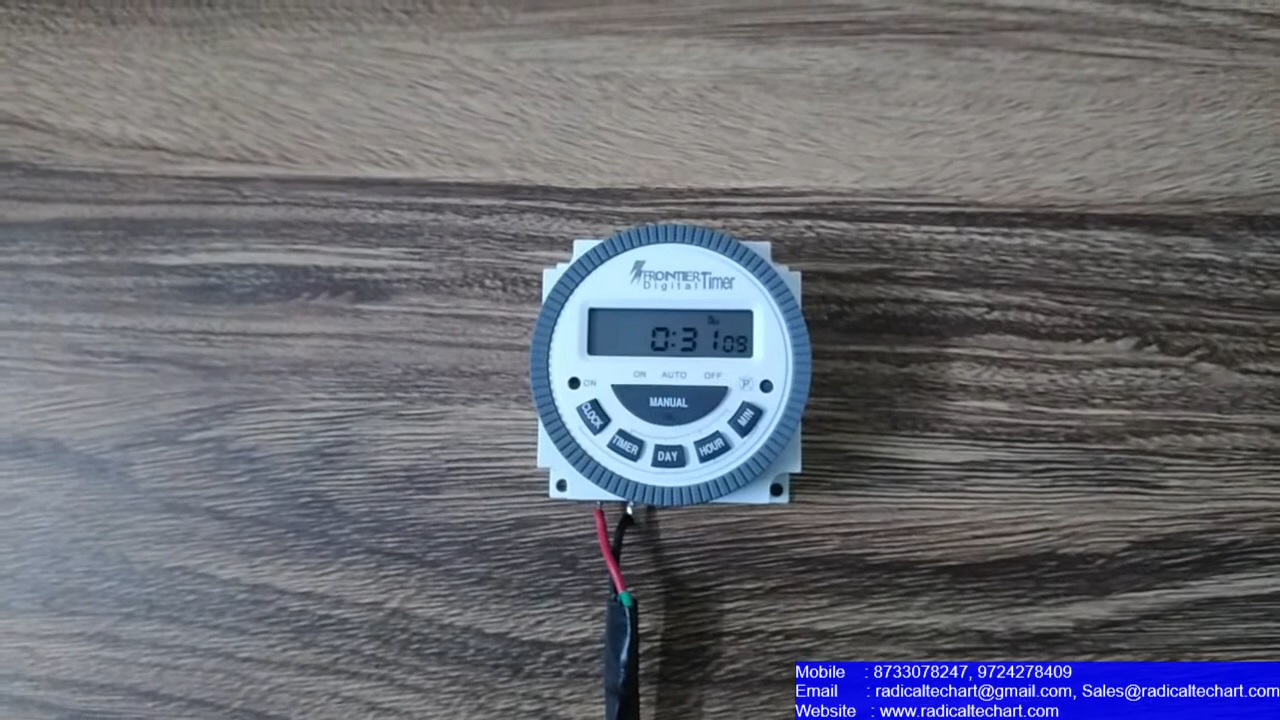 FRONTIER
Digital Timer
0:31 09
ON AUTO OFF
ON
P
MANUAL
CLOCK
TIMER
DAY
HOUR
MIN
Mobile : 8733078247, 9724278409
Email : radicaltechart@gmail.com, Sales@radicaltechart.com
Website : www.radicaltechart.com